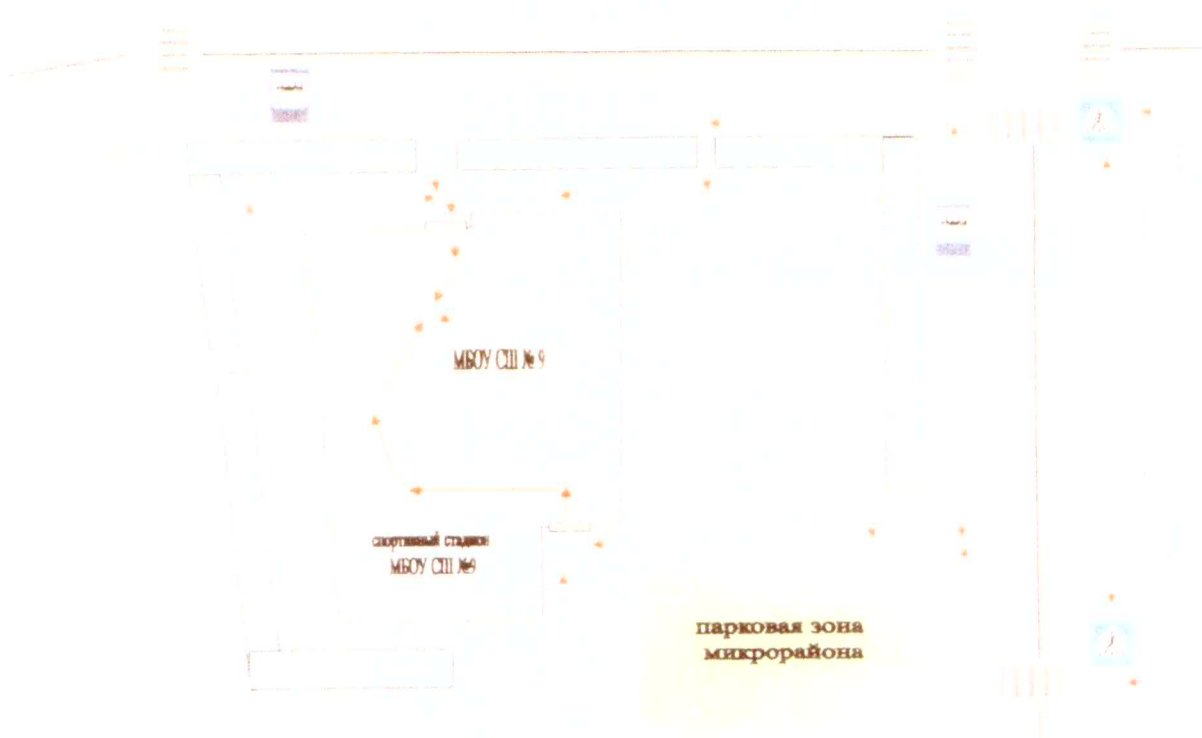 МБОУ СШ № 9
спортивный стадион
МБОУ СШ №9
парковая зона
микрорайона